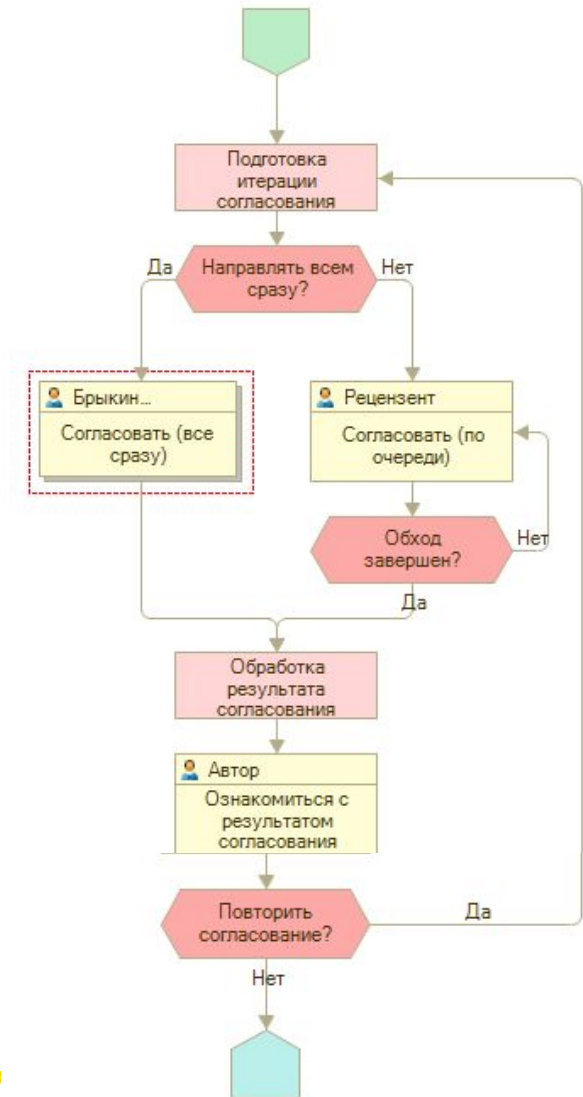 Подготовка
итерации
согласования
Да
Направлять всем
сразу?
Нет
Брыкин...
Согласовать (все
сразу)
Рецензент
Согласовать (по
очереди)
Обход
завершен?
Нет
Да
Обработка
результата
согласования
Автор
Ознакомиться с
результатом
согласования
Повторить
согласование?
Да
Нет